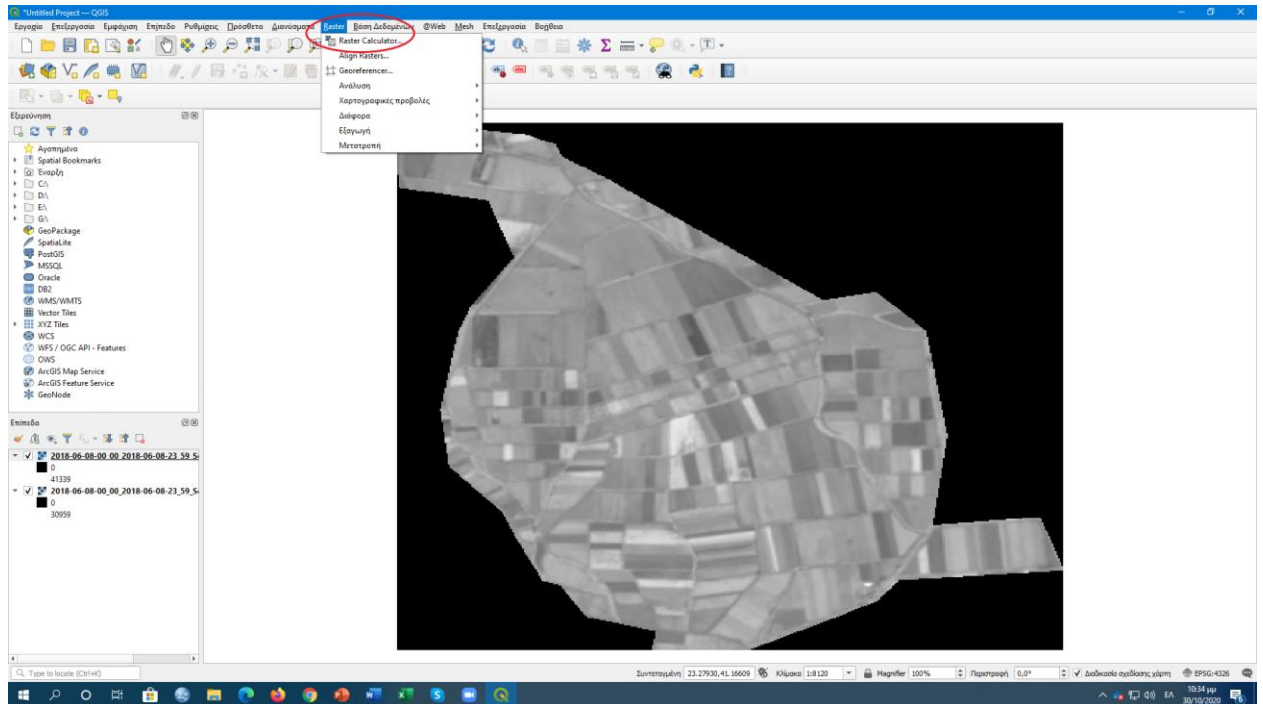 *Untitled Project — QGIS
Εργαχία Επεξεργασία Εμφάνιση Επίπεδο Ρυθμίσεις Πρόσθετα Διανύσματα Raster Βάση Δεδομένων @Web Mesh Επεξεργασία Βοήθεια
Raster Calculator...
Align Rasters...
Georeferencer...
Ανάλυση
Χαρτογραφικές προβολές
Διάφορα
Εξαγωγή
Μετατροπή
Εξερεύνηση
Αγαπημένα
Spatial Bookmarks
Έναρξη
C:\
D:\
E:\
G:\
GeoPackage
SpatiaLite
PostGIS
MSSQL
Oracle
DB2
WMS/WMTS
Vector Tiles
XYZ Tiles
WCS
WFS / OGC API - Features
OWS
ArcGIS Map Service
ArcGIS Feature Service
GeoNode
Επίπεδα
2018-06-08-00_00_2018-06-08-23_59_S
0
41339
2018-06-08-00_00_2018-06-08-23_59_S
0
30959
Type to locate (Ctrl+K)
Συντεταγμένη 23.27930,41.16609 Κλίμακα 1:8120 Magnifier 100% Περιστροφή 0,0° Διαδικασία σχεδίασης χάρτη EPSG:4326
ΕΛ
10:34 μμ
30/10/2020